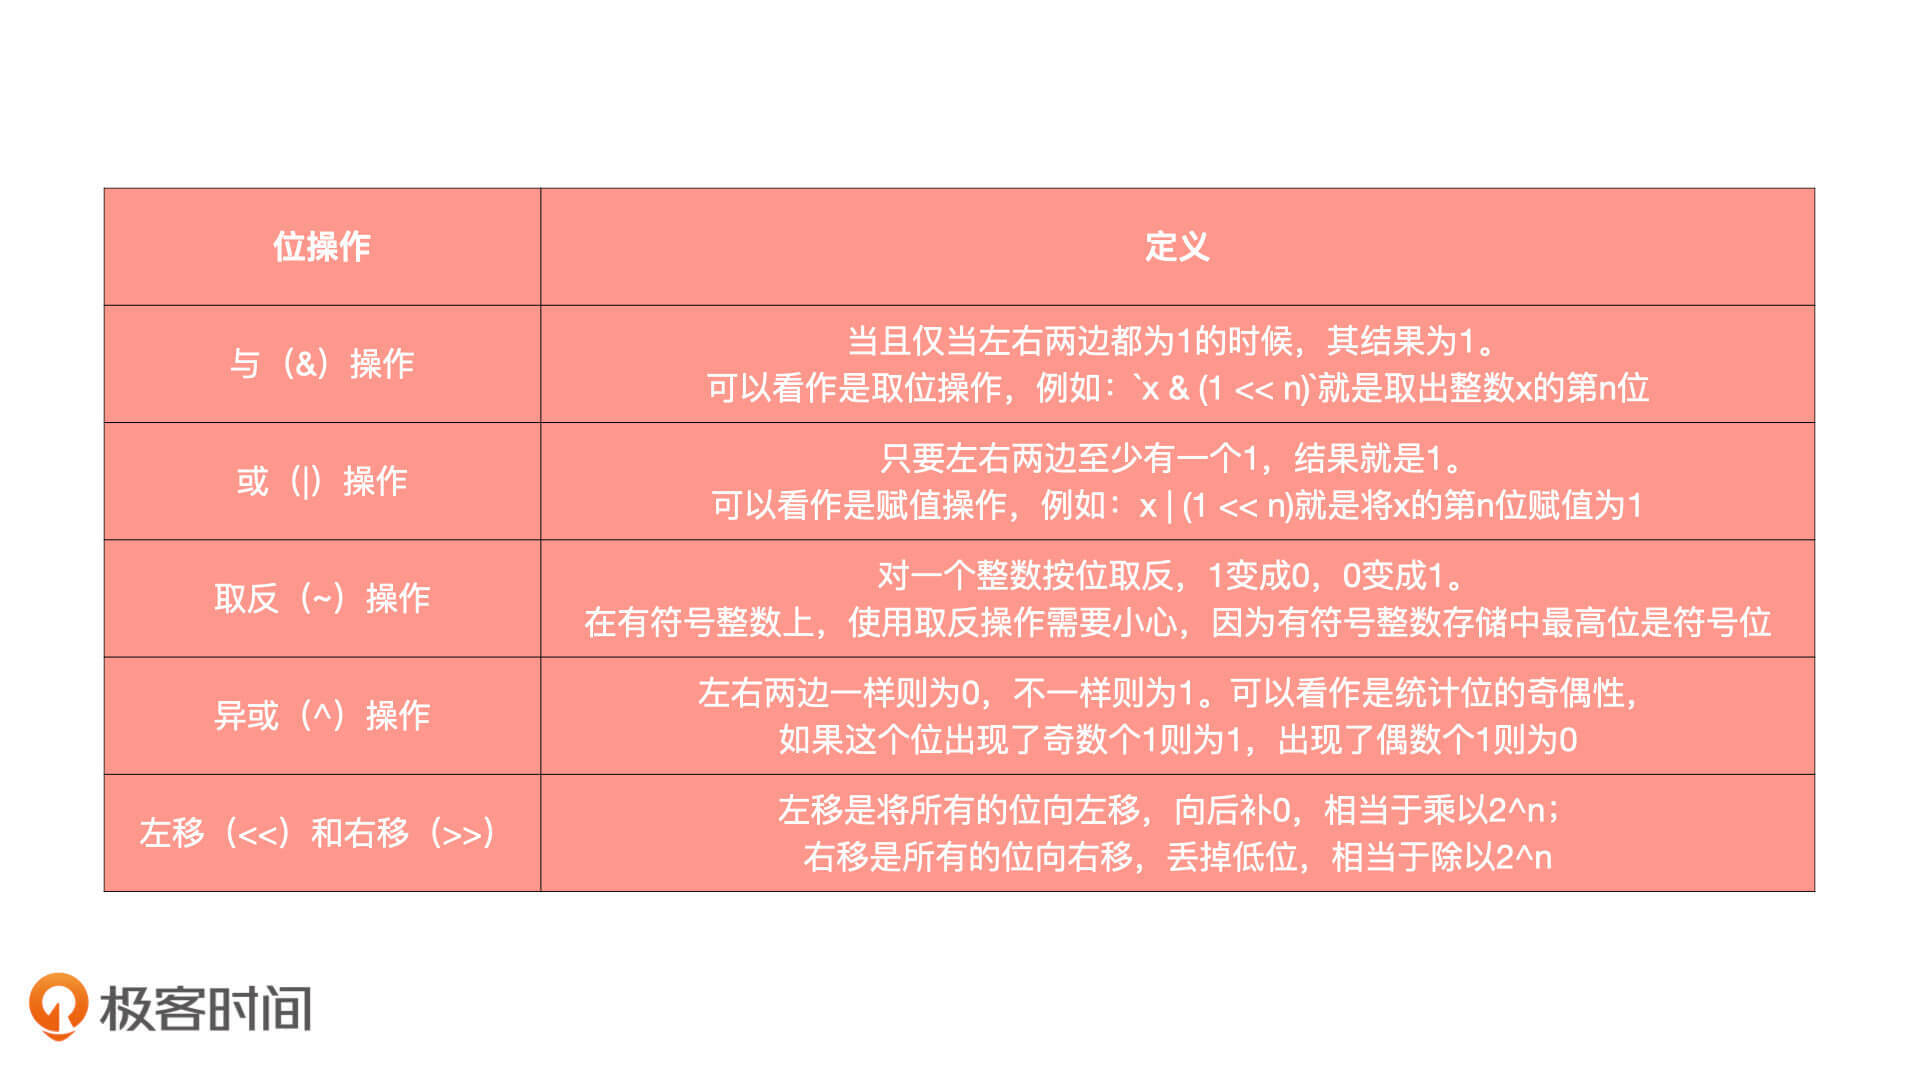 位操作
定义
与（&）操作
当且仅当左右两边都为1的时候，其结果为1。
可以看作是取位操作，例如：`x & (1 << n)`就是取出整数x的第n位
或（|）操作
只要左右两边至少有一个1，结果就是1。
可以看作是赋值操作，例如：x | (1 << n)就是将x的第n位赋值为1
取反（~）操作
对一个整数按位取反，1变成0，0变成1。
在有符号整数上，使用取反操作需要小心，因为有符号整数存储中最高位是符号位
异或（^）操作
左右两边一样则为0，不一样则为1。可以看作是统计位的奇偶性，
如果这个位出现了奇数个1则为1，出现了偶数个1则为0
左移（<<）和右移（>>）
左移是将所有的位向左移，向后补0，相当于乘以2^n；
右移是所有的位向右移，丢掉低位，相当于除以2^n
极客时间